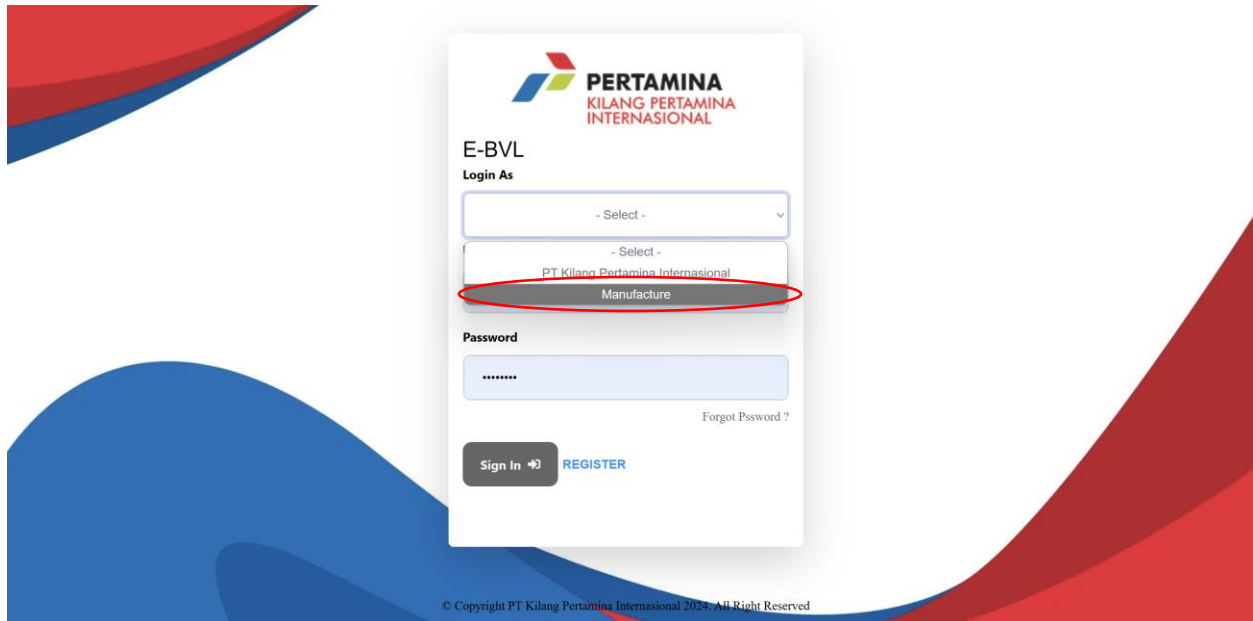 PERTAMINA
KILANG PERTAMINA
INTERNASIONAL
E-BVL
Login As
- Select -
- Select -
PT Kilang Pertamina Internasional
Manufacture
Password
••••••••
Forgot Pssword ?
Sign In
REGISTER
© Copyright PT Kilang Pertamina Internasional 2024. All Right Reserved